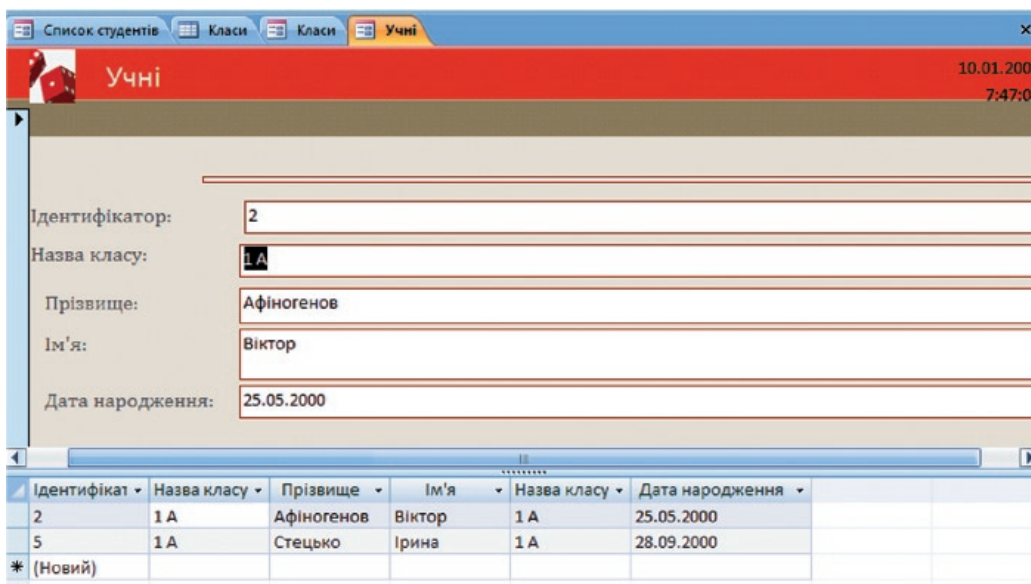 Список студентів Класи Класи Учні
Учні
10.01.200
7:47:0
Ідентифікатор: 2
Назва класу: 1 А
Прізвище: Афіногенов
Ім'я: Віктор
Дата народження: 25.05.2000
Ідентифікат Назва класу Прізвище Ім'я Назва класу Дата народження
2 1 А Афіногенов Віктор 1 А 25.05.2000
5 1 А Стецько Ірина 1 А 28.09.2000
(Новий)